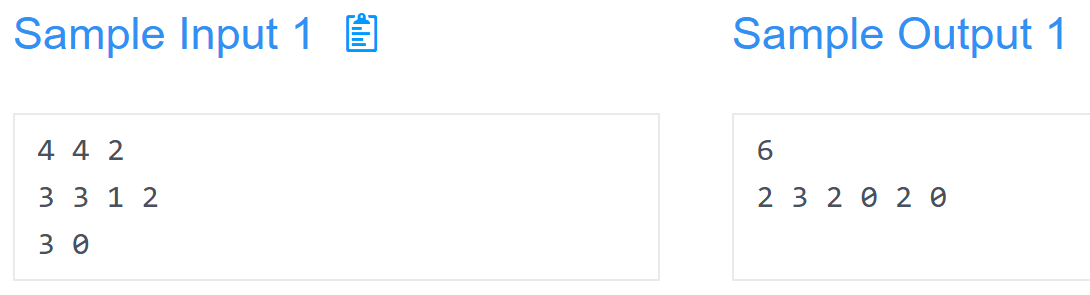 Sample Input 1
Sample Output 1
4 4 2
3 3 1 2
3 0
6
2 3 2 0 2 0